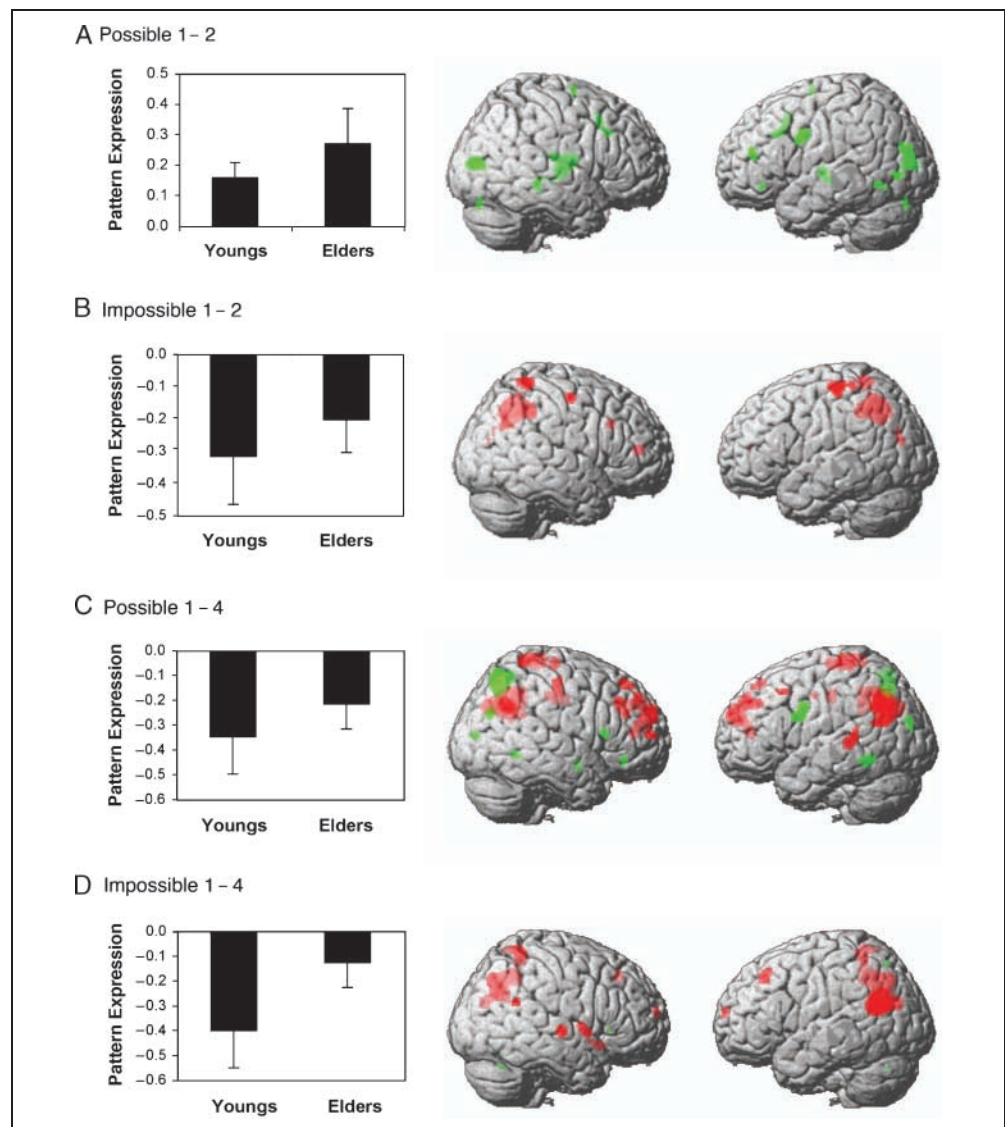 A Possible 1 – 2
Pattern Expression
0.5
0.4
0.3
0.2
0.1
0.0
Youngs Elders
B Impossible 1 – 2
Pattern Expression
0.0
−0.1
−0.2
−0.3
−0.4
−0.5
Youngs Elders
C Possible 1 – 4
Pattern Expression
−0.0
−0.1
−0.2
−0.3
−0.4
−0.5
−0.6
Youngs Elders
D Impossible 1 – 4
Pattern Expression
−0.0
−0.1
−0.2
−0.3
−0.4
−0.5
−0.6
Youngs Elders